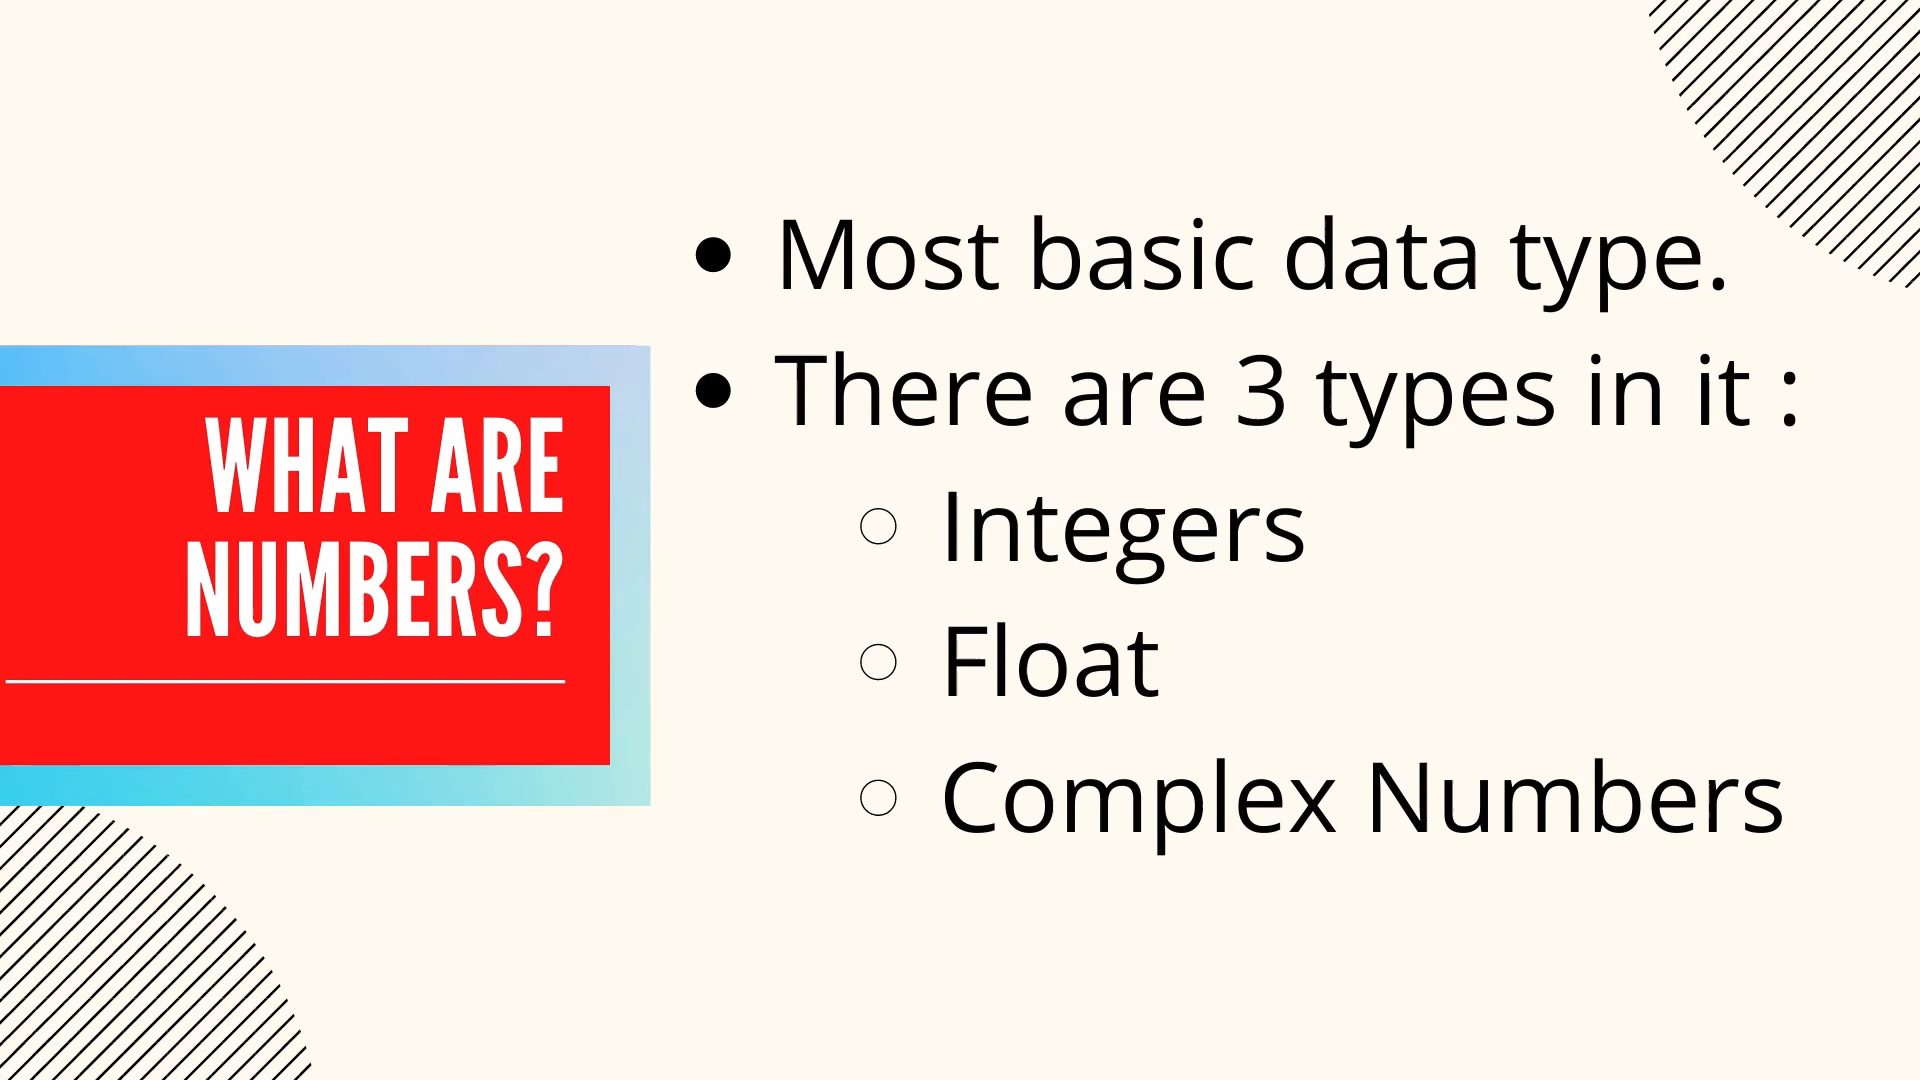 WHAT ARE
NUMBERS?
Most basic data type.
There are 3 types in it :
Integers
Float
Complex Numbers